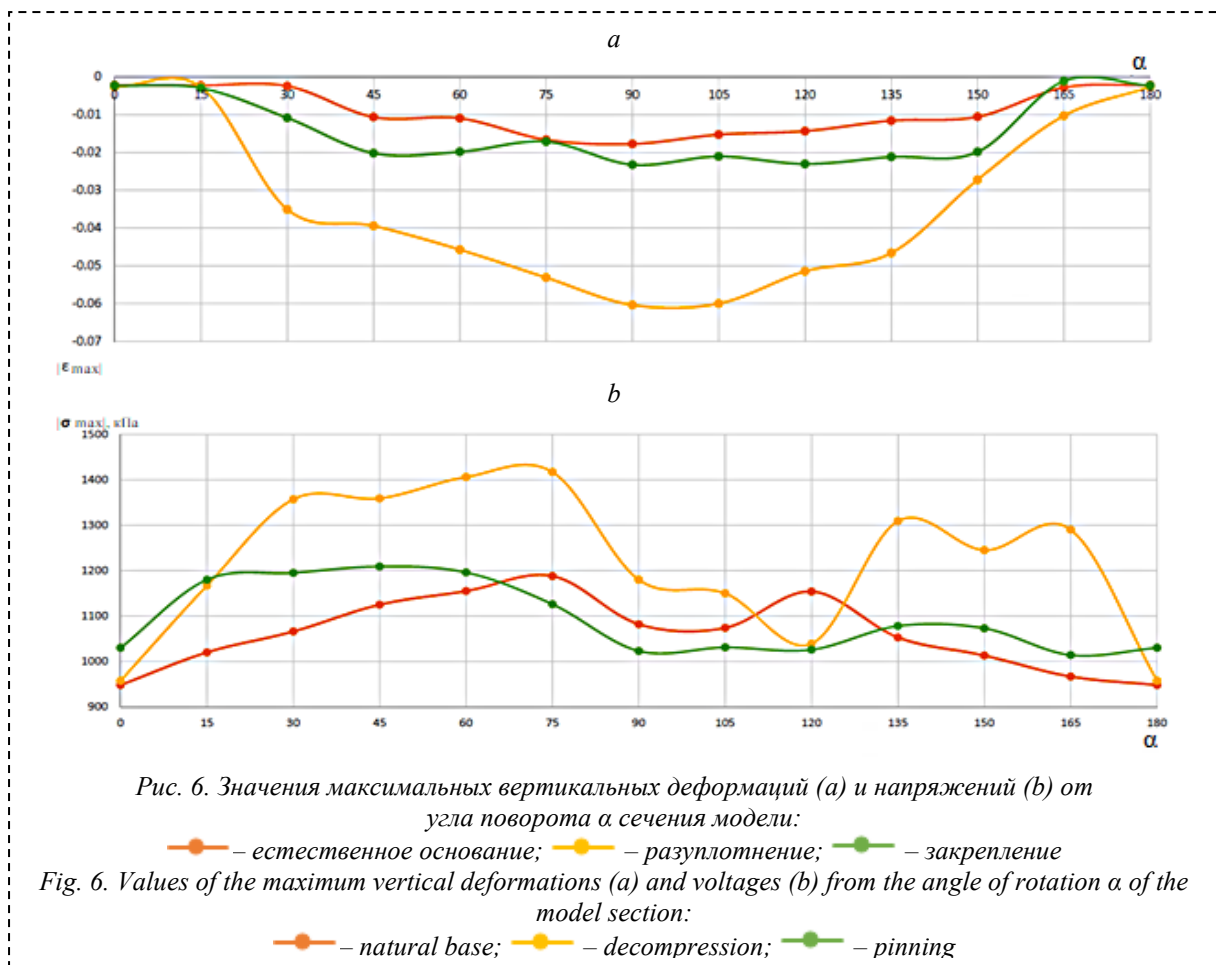 a
α
0
0 15 30 45 60 75 90 105 120 135 150 165 180
-0.01
-0.02
-0.03
-0.04
-0.05
-0.06
-0.07
|ε max|
b
|σ max|, кПа
1500
1400
1300
1200
1100
1000
900
0 15 30 45 60 75 90 105 120 135 150 165 180
α
Рис. 6. Значения максимальных вертикальных деформаций (a) и напряжений (b) от
угла поворота α сечения модели:
– естественное основание; – разуплотнение; – закрепление
Fig. 6. Values of the maximum vertical deformations (a) and voltages (b) from the angle of rotation α of the
model section:
– natural base; – decompression; – pinning